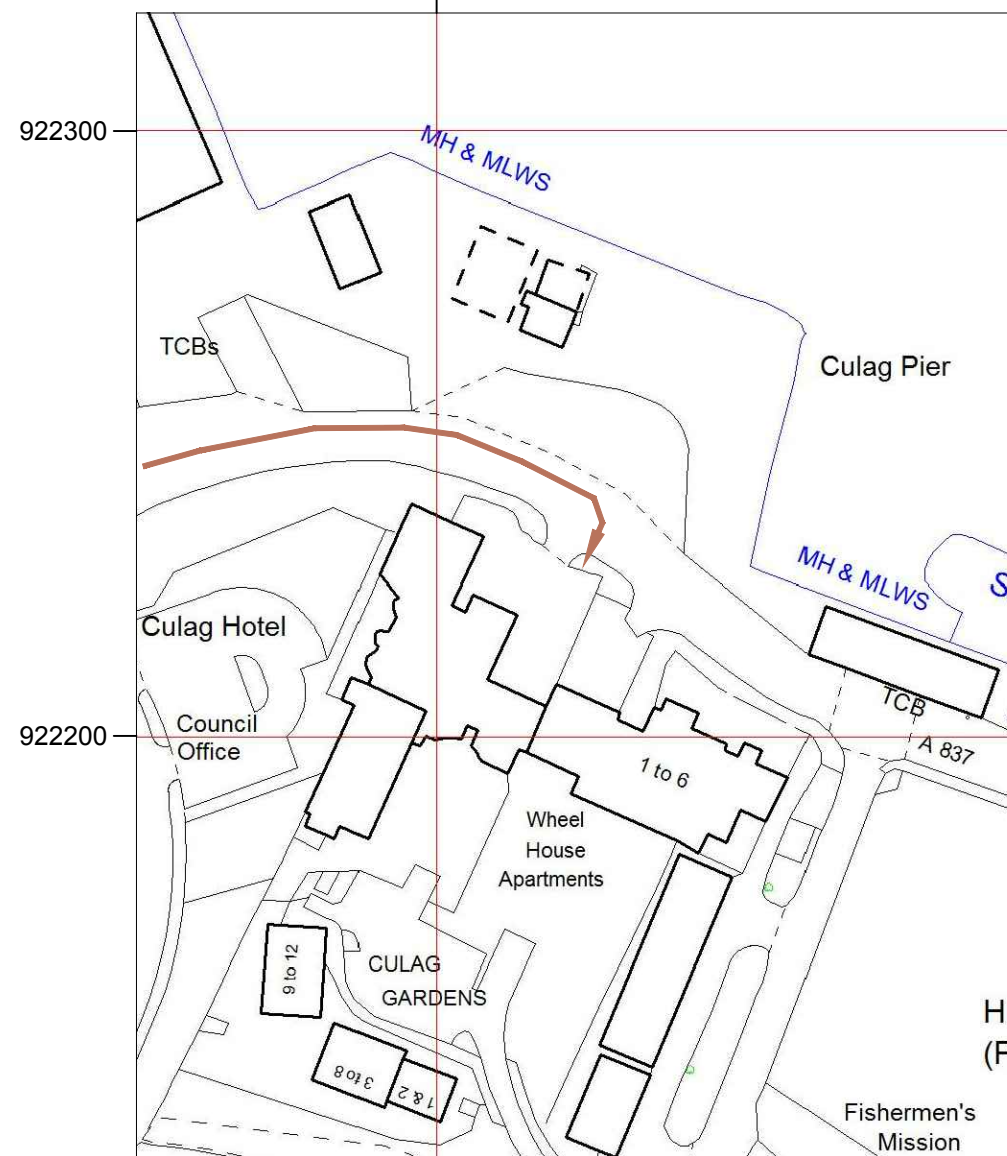 922300
MH & MLWS
TCBs
Culag Pier
MH & MLWS
S
Culag Hotel
TCB
Council
Office
922200
A 837
1 to 6
Wheel
House
Apartments
9 to 12
CULAG
GARDENS
H
(F
3 to 8
1 & 2
Fishermen's
Mission